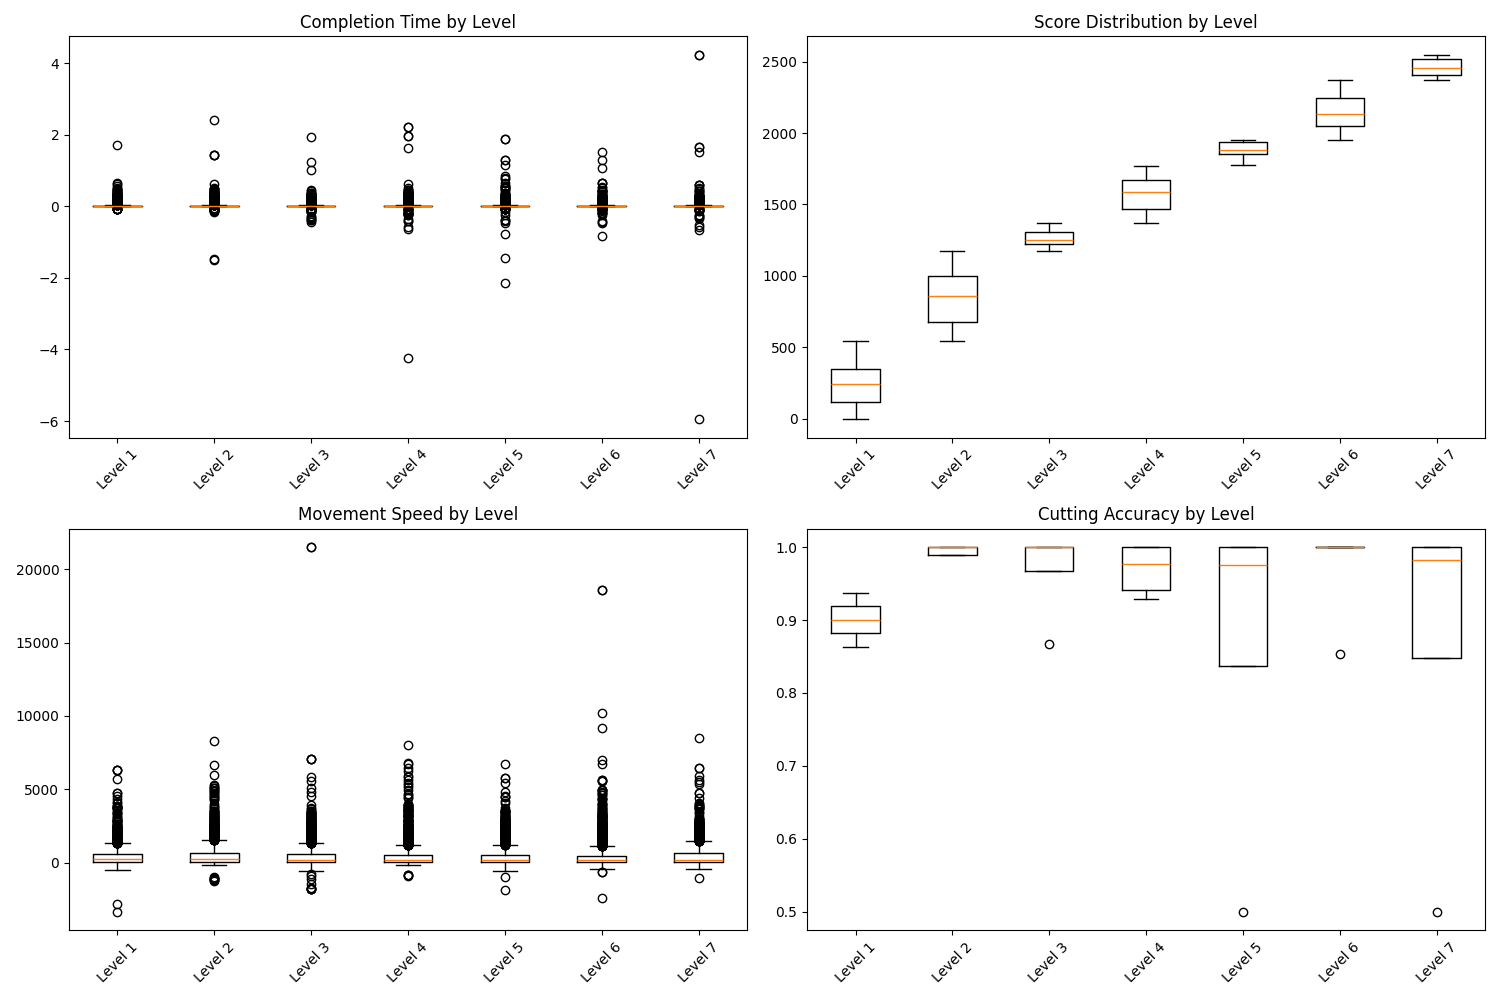 Completion Time by Level
4
2
0
−2
−4
−6
Level 1 Level 2 Level 3 Level 4 Level 5 Level 6 Level 7
Score Distribution by Level
2500
2000
1500
1000
500
0
Level 1 Level 2 Level 3 Level 4 Level 5 Level 6 Level 7
Movement Speed by Level
20000
15000
10000
5000
0
Level 1 Level 2 Level 3 Level 4 Level 5 Level 6 Level 7
Cutting Accuracy by Level
1.0
0.9
0.8
0.7
0.6
0.5
Level 1 Level 2 Level 3 Level 4 Level 5 Level 6 Level 7